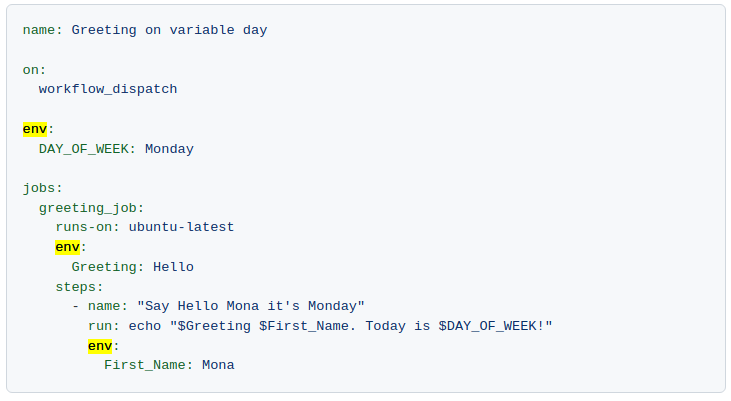 name: Greeting on variable day
on:
  workflow_dispatch
env:
  DAY_OF_WEEK: Monday
jobs:
  greeting_job:
    runs-on: ubuntu-latest
    env:
      Greeting: Hello
    steps:
      - name: "Say Hello Mona it's Monday"
        run: echo "$Greeting $First_Name. Today is $DAY_OF_WEEK!"
        env:
          First_Name: Mona